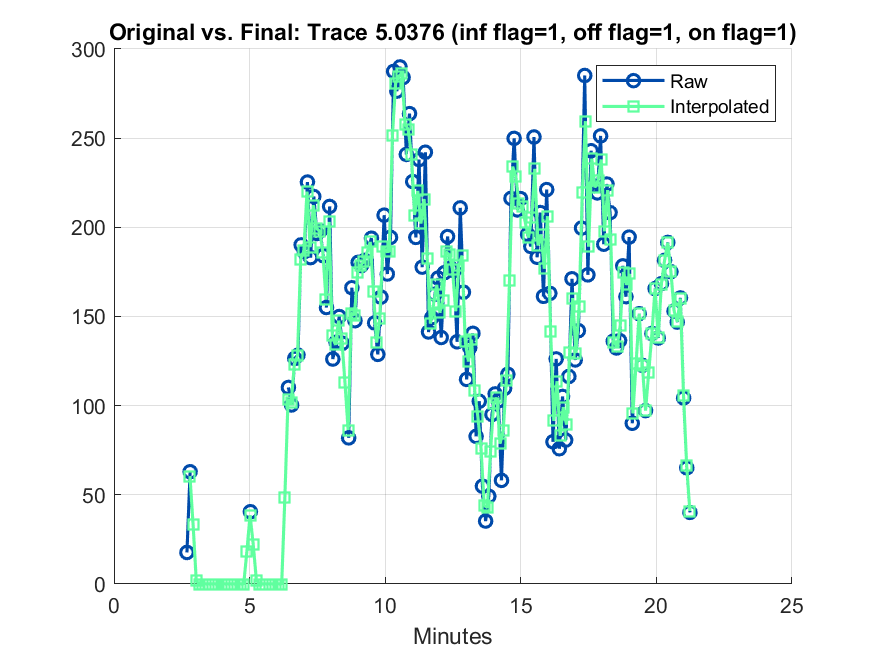 Original vs. Final: Trace 5.0376 (inf flag=1, off flag=1, on flag=1)
300
250
200
150
100
50
0
Raw
Interpolated
0 5 10 15 20 25
Minutes